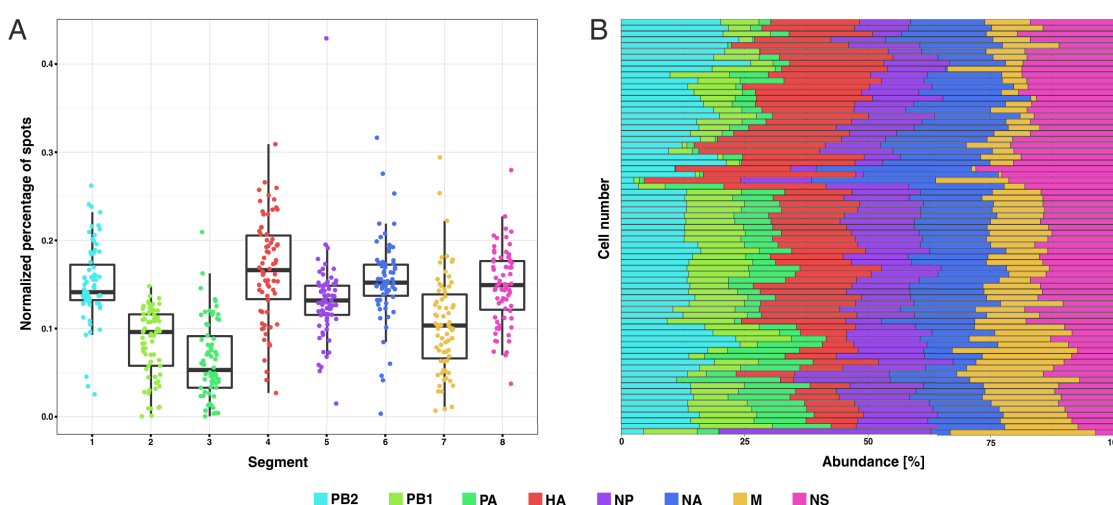 A
B
Normalized percentage of spots
0.4
0.3
0.2
0.1
0.0
1 2 3 4 5 6 7 8
Segment
Cell number
0 25 50 75
Abundance [%]
PB2 PB1 PA HA NP NA M NS